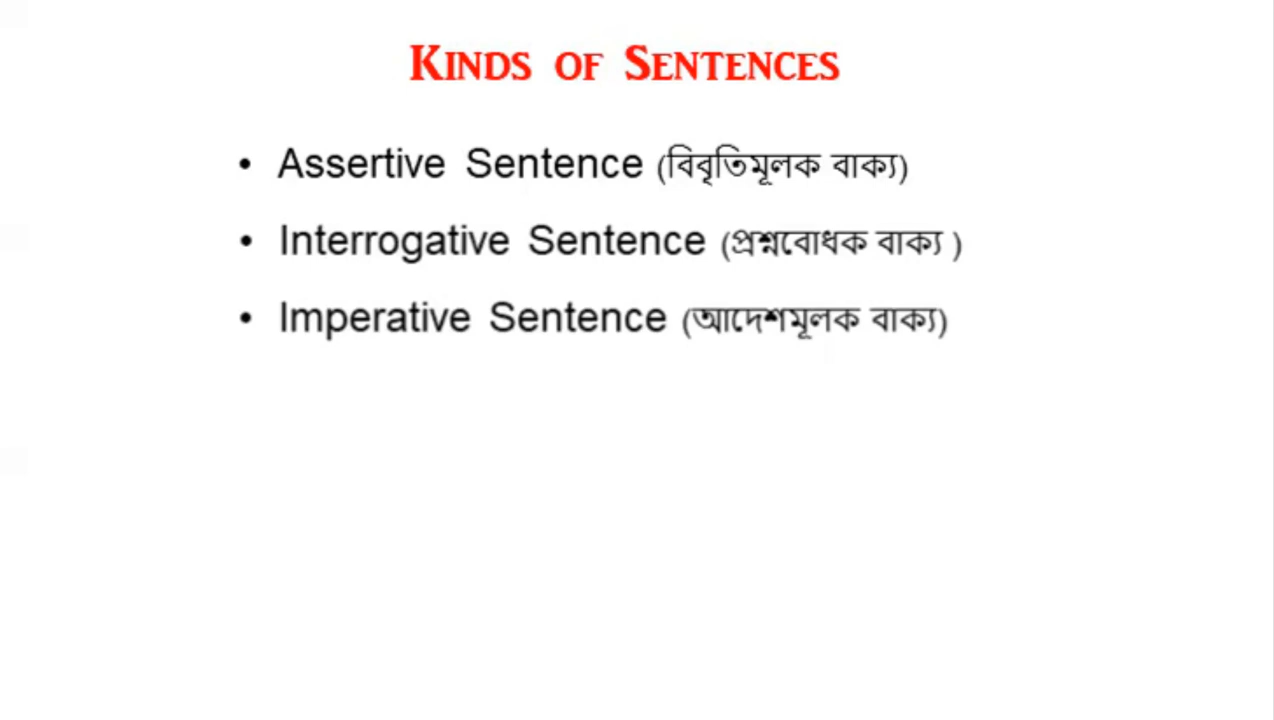 Kinds of Sentences
• Assertive Sentence (বিবৃতিমূলক বাক্য)
• Interrogative Sentence (প্রশ্নবোধক বাক্য )
• Imperative Sentence (আদেশমূলক বাক্য)